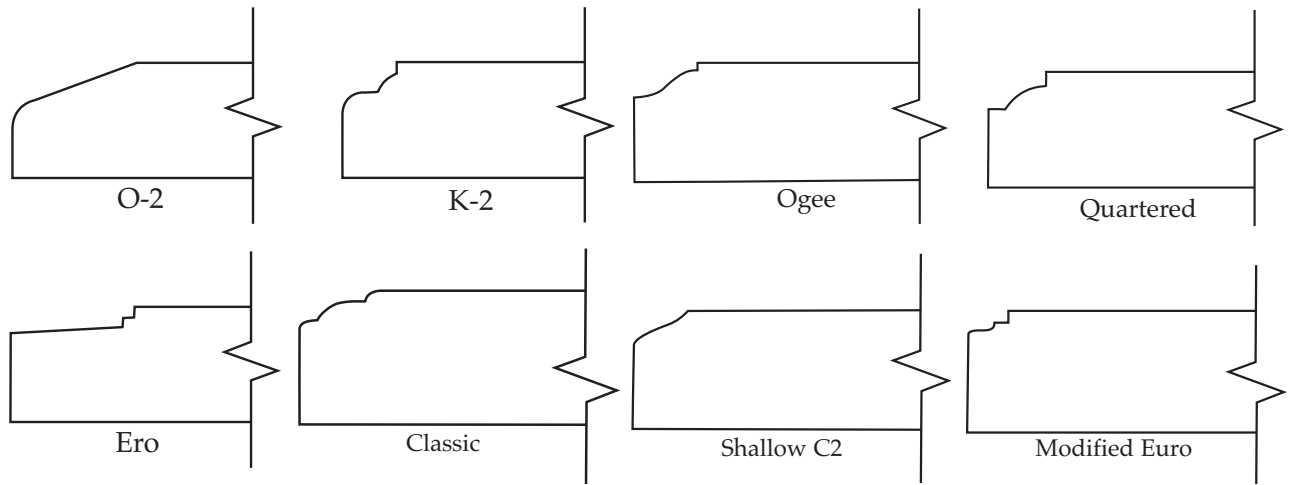 O-2
K-2
Ogee
Quartered
Ero
Classic
Shallow C2
Modified Euro